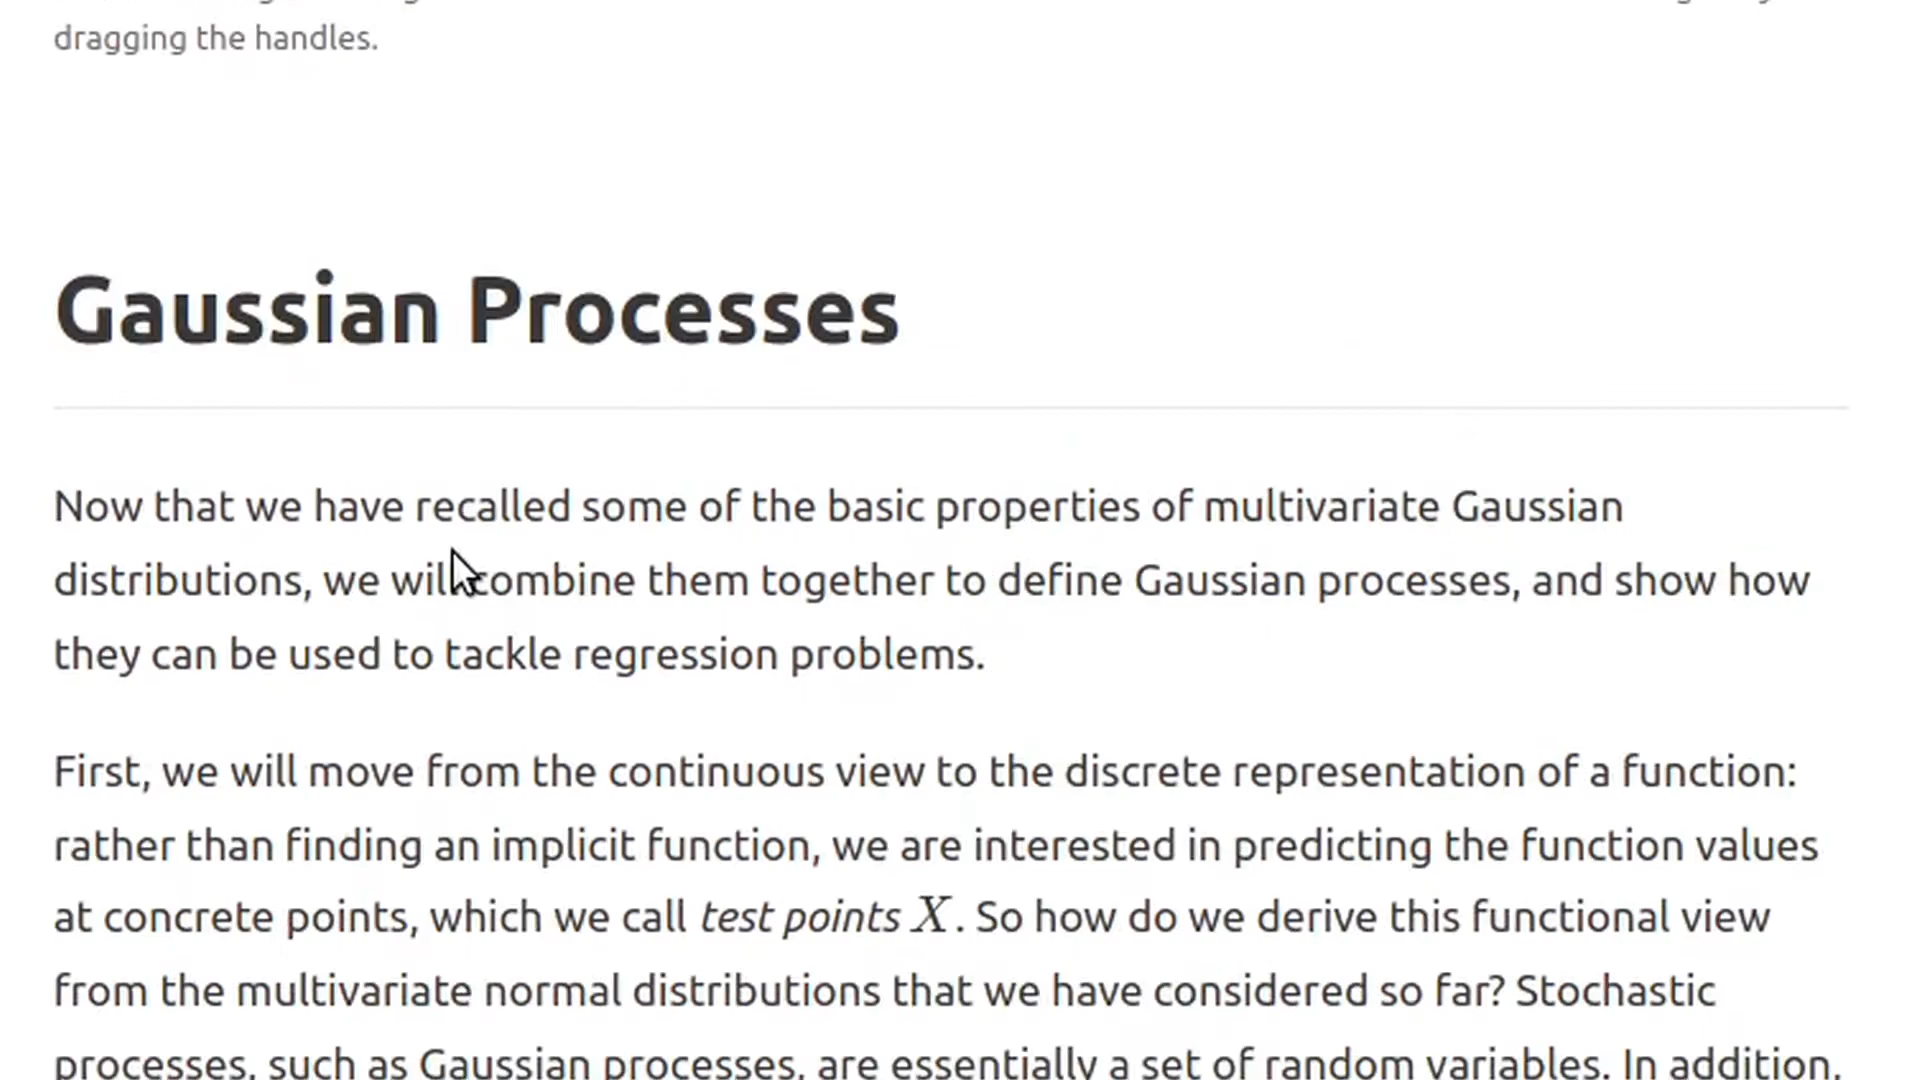 dragging the handles.
Gaussian Processes
Now that we have recalled some of the basic properties of multivariate Gaussian
distributions, we will combine them together to define Gaussian processes, and show how
they can be used to tackle regression problems.
First, we will move from the continuous view to the discrete representation of a function:
rather than finding an implicit function, we are interested in predicting the function values
at concrete points, which we call test points X. So how do we derive this functional view
from the multivariate normal distributions that we have considered so far? Stochastic
processes, such as Gaussian processes, are essentially a set of random variables. In addition,